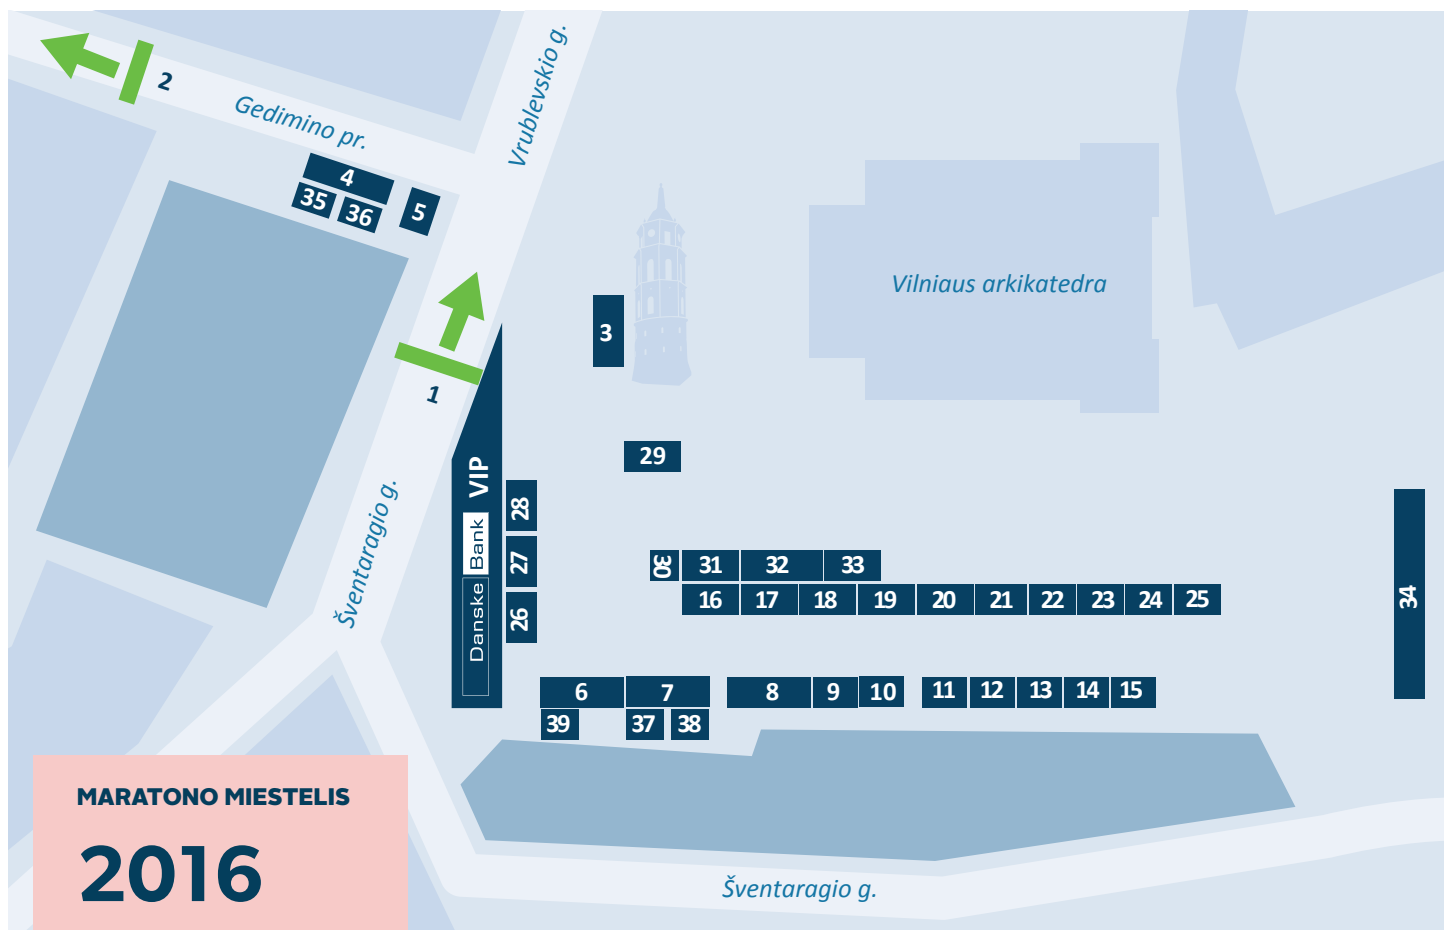 2
Gedimino pr.
Vrublevskio g.
4
35
36
5
Vilniaus arkikatedra
3
1
29
VIP
Danske Bank
28
27
26
Šventaragio g.
30
31 32 33
16 17 18 19 20 21 22 23 24 25
34
6 7 8 9 10 11 12 13 14 15
39 37 38
MARATONO MIESTELIS
2016
Šventaragio g.